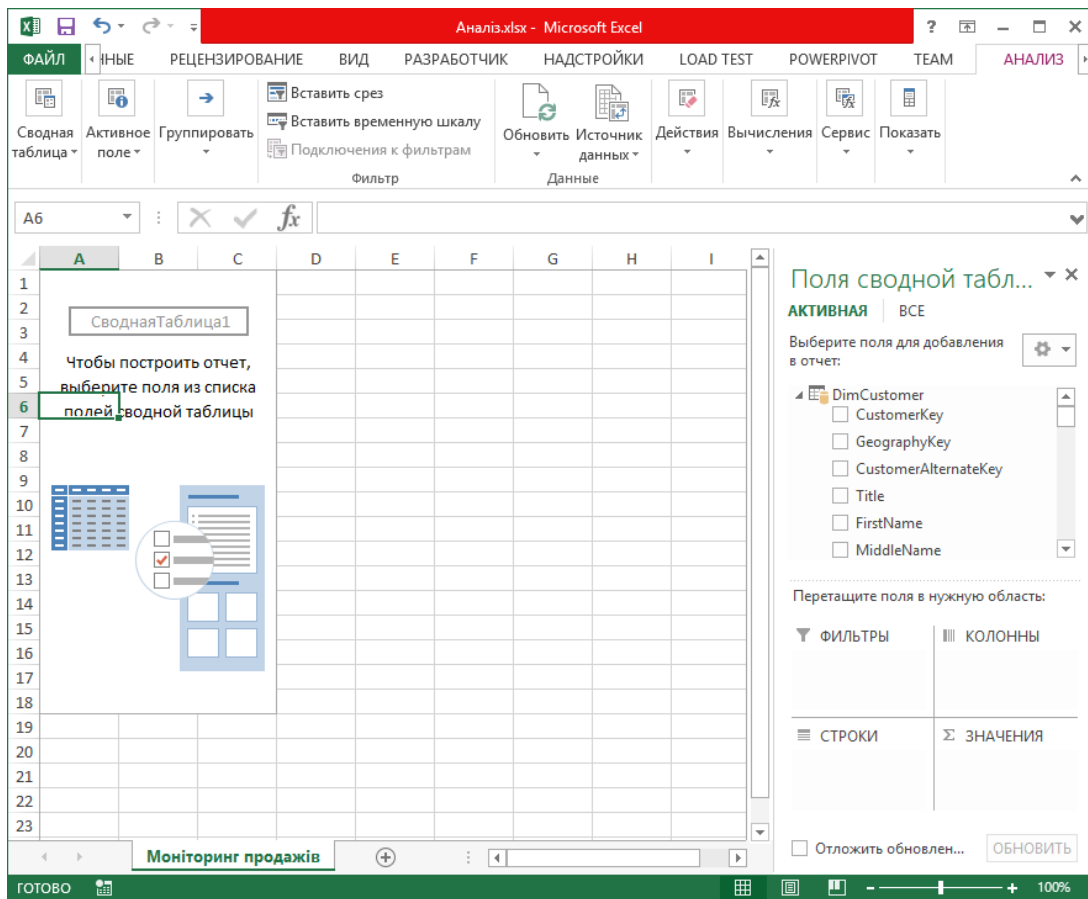 Аналіз.xlsx - Microsoft Excel
ФАЙЛ ННЫЕ РЕЦЕНЗИРОВАНИЕ ВИД РАЗРАБОТЧИК НАДСТРОЙКИ LOAD TEST POWERPIVOT TEAM АНАЛИЗ
Сводная таблица
Активное поле
Группировать
Вставить срез
Вставить временную шкалу
Подключения к фильтрам
Фильтр
Обновить
Источник данных
Данные
Действия
Вычисления
Сервис
Показать
A6
fx
A B C D E F G H I
1
2
3
4
5
6
7
8
9
10
11
12
13
14
15
16
17
18
19
20
21
22
23
СводнаяТаблица1
Чтобы построить отчет,
выберите поля из списка
полей сводной таблицы
Поля сводной табл...
АКТИВНАЯ ВСЕ
Выберите поля для добавления
в отчет:
DimCustomer
CustomerKey
GeographyKey
CustomerAlternateKey
Title
FirstName
MiddleName
Перетащите поля в нужную область:
ФИЛЬТРЫ КОЛОННЫ
СТРОКИ Σ ЗНАЧЕНИЯ
Отложить обновлен... ОБНОВИТЬ
Моніторинг продажів
ГОТОВО 100%